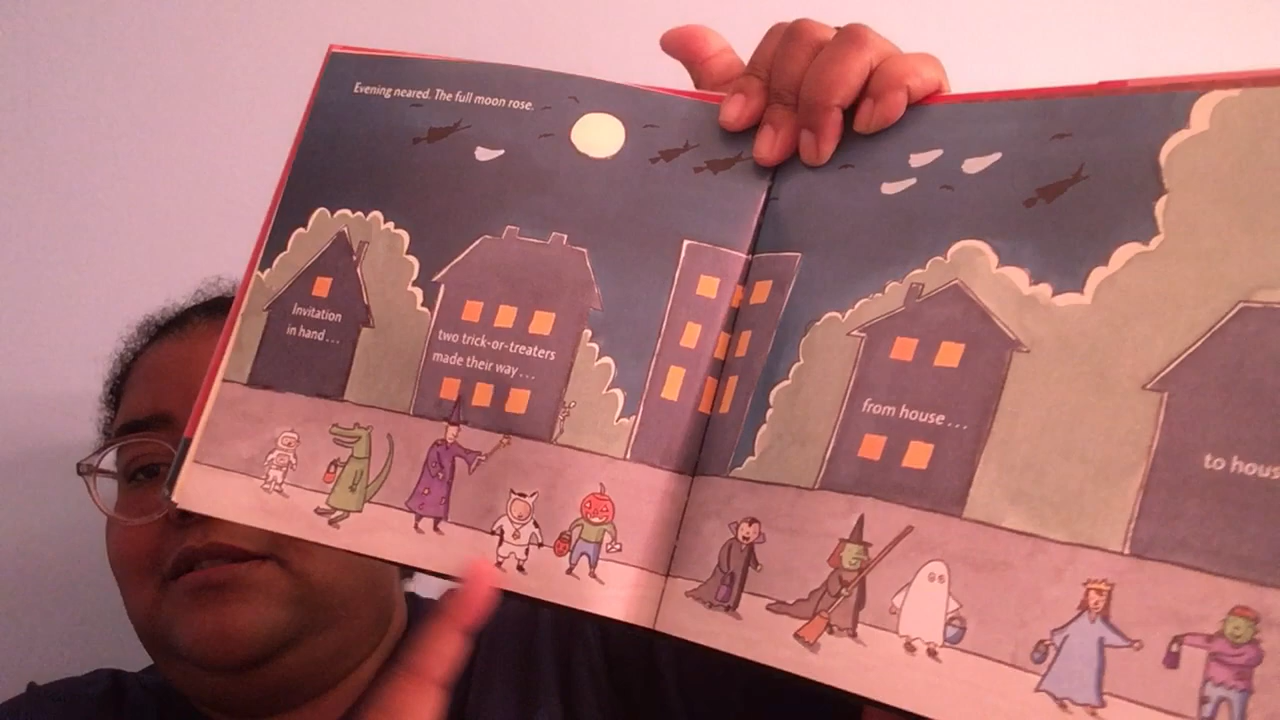 Evening neared. The full moon rose.
Invitation
in hand...
two trick-or-treaters
made their way...
from house...
to hous